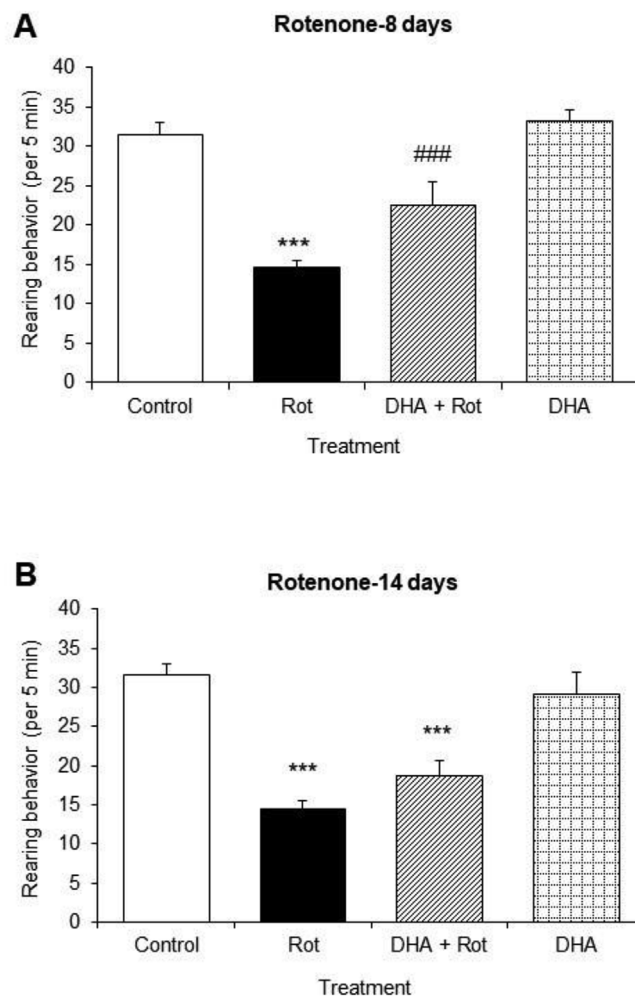 A
Rotenone-8 days
Rearing behavior (per 5 min)
40
35
30
25
20
15
10
5
0
###
***
Control Rot DHA + Rot DHA
Treatment
B
Rotenone-14 days
Rearing behavior (per 5 min)
40
35
30
25
20
15
10
5
0
***
***
Control Rot DHA + Rot DHA
Treatment